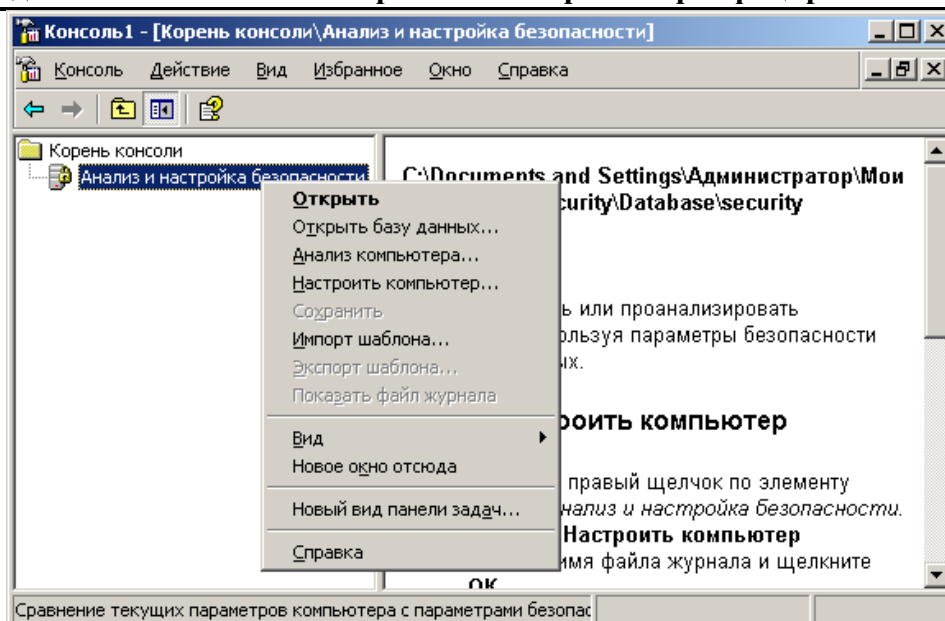 Консоль1 - [Корень консоли\Анализ и настройка безопасности]
Консоль Действие Вид Избранное Окно Справка
Корень консоли
Анализ и настройка безопасности
Открыть
Открыть базу данных...
Анализ компьютера...
Настроить компьютер...
Сохранить
Импорт шаблона...
Экспорт шаблона...
Показать файл журнала
Вид
Новое окно отсюда
Новый вид панели задач...
Справка
C:\Documents and Settings\Администратор\Мои
curity\Database\security
ь или проанализировать
ользуя параметры безопасности
ых.
роить компьютер
правый щелчок по элементу
нализ и настройка безопасности.
Настроить компьютер
имя файла журнала и щелкните
ОК
Сравнение текущих параметров компьютера с параметрами безопас